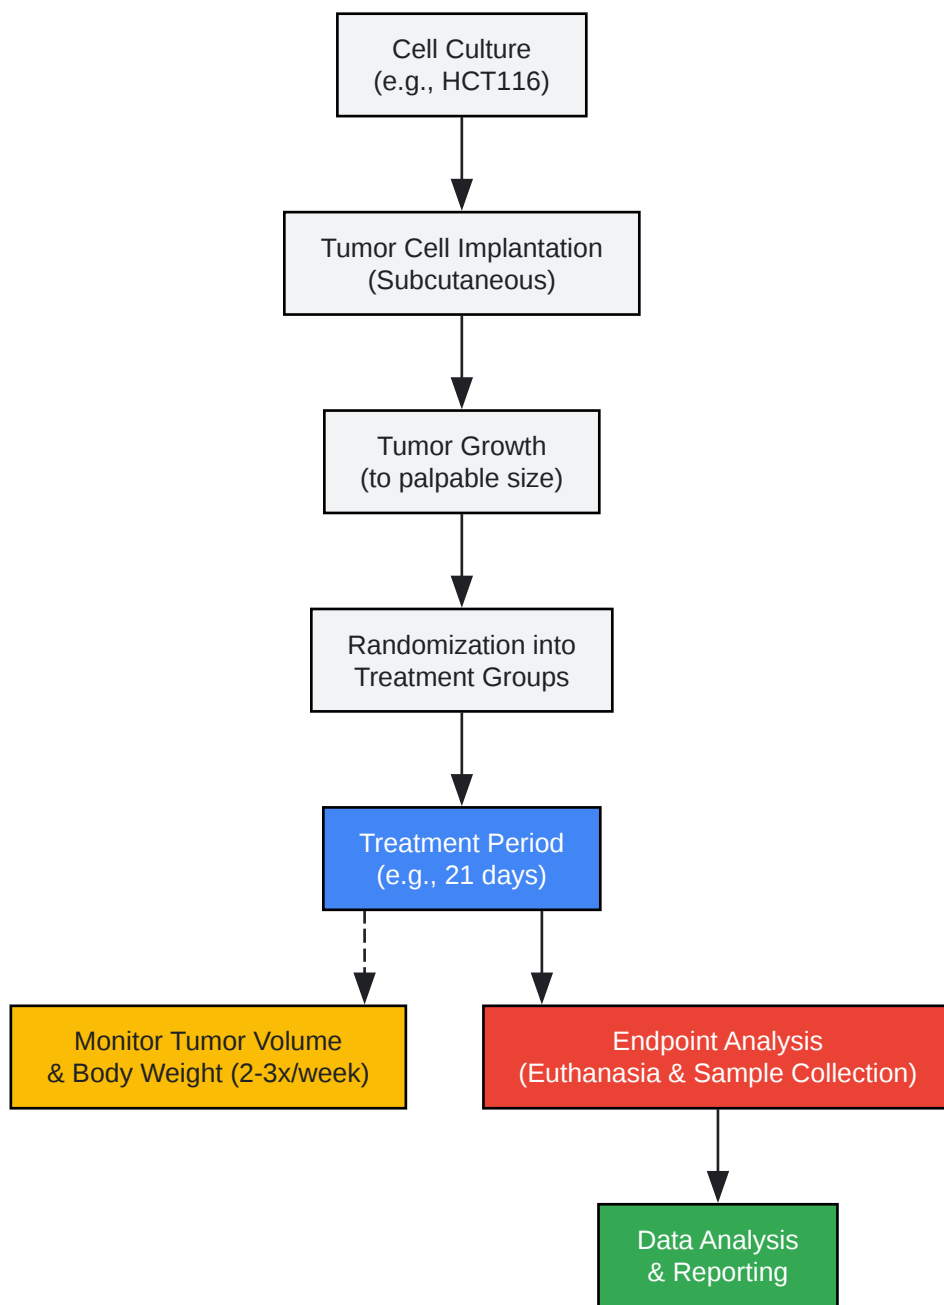 Cell Culture
(e.g., HCT116)
Tumor Cell Implantation
(Subcutaneous)
Tumor Growth
(to palpable size)
Randomization into
Treatment Groups
Treatment Period
(e.g., 21 days)
Monitor Tumor Volume
& Body Weight (2-3x/week)
Endpoint Analysis
(Euthanasia & Sample Collection)
Data Analysis
& Reporting